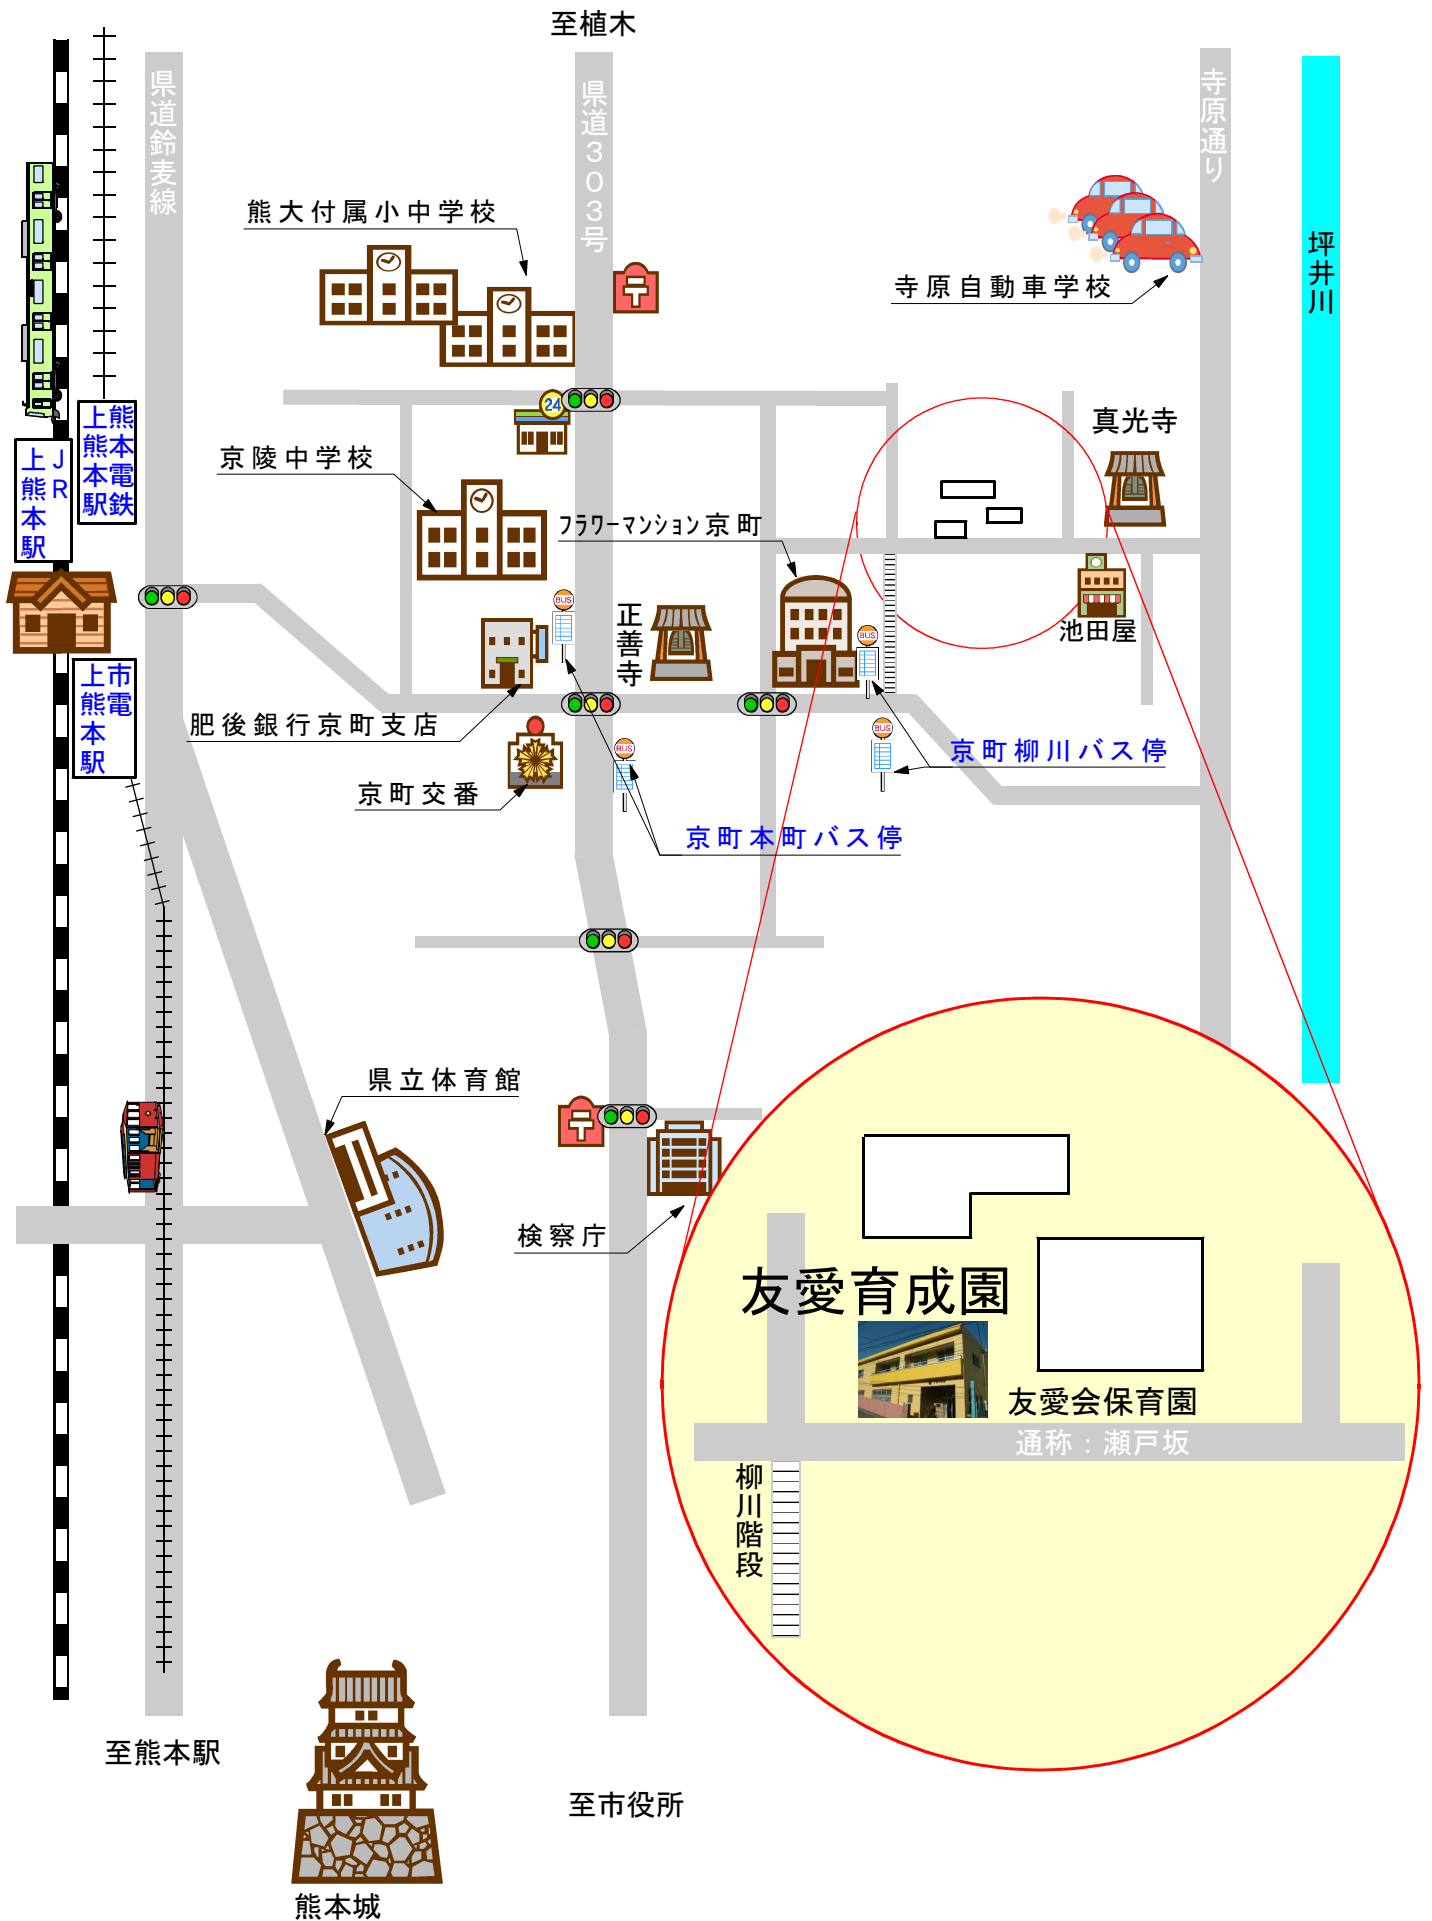 至植木
県道鈴麦線
県道３０３号
寺原通り
坪井川
熊大付属小中学校
寺原自動車学校
24
熊本電鉄
上熊本駅
ＪＲ
上熊本駅
真光寺
京陵中学校
ﾌﾗﾜｰマンション京町
BUS
正善寺
BUS
池田屋
市電
上熊本駅
肥後銀行京町支店
BUS
BUS
京町柳川バス停
京町交番
京町本町バス停
県立体育館
検察庁
友愛育成園
友愛会保育園
通称：瀬戸坂
柳川階段
至熊本駅
至市役所
熊本城